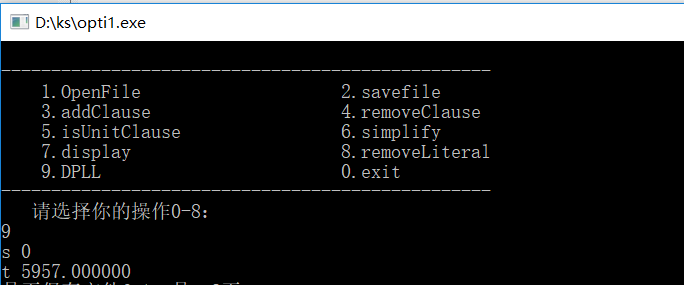 D:\ks\opti1.exe
1.OpenFile 2.savefile
3.addClause 4.removeClause
5.isUnitClause 6.simplify
7.display 8.removeLiteral
9.DPLL 0.exit
请选择你的操作0-8:
9
s 0
t 5957.000000